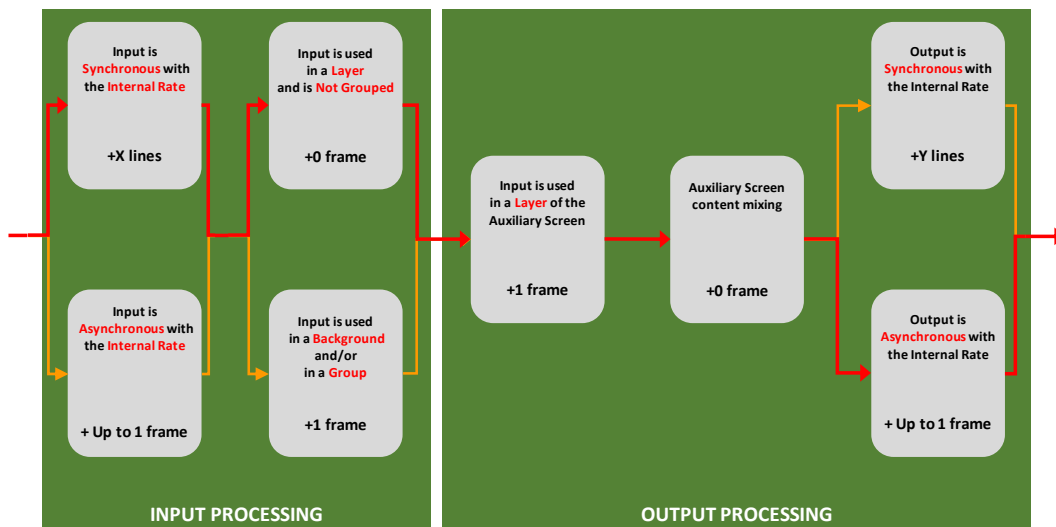 Input is
Synchronous with
the Internal Rate
+X lines
Input is used
in a Layer
and is Not Grouped
+0 frame
Input is
Asynchronous with
the Internal Rate
+ Up to 1 frame
Input is used
in a Background
and/or
in a Group
+1 frame
INPUT PROCESSING
Input is used
in a Layer of the
Auxiliary Screen
+1 frame
Auxiliary Screen
content mixing
+0 frame
Output is
Synchronous with
the Internal Rate
+Y lines
Output is
Asynchronous with
the Internal Rate
+ Up to 1 frame
OUTPUT PROCESSING